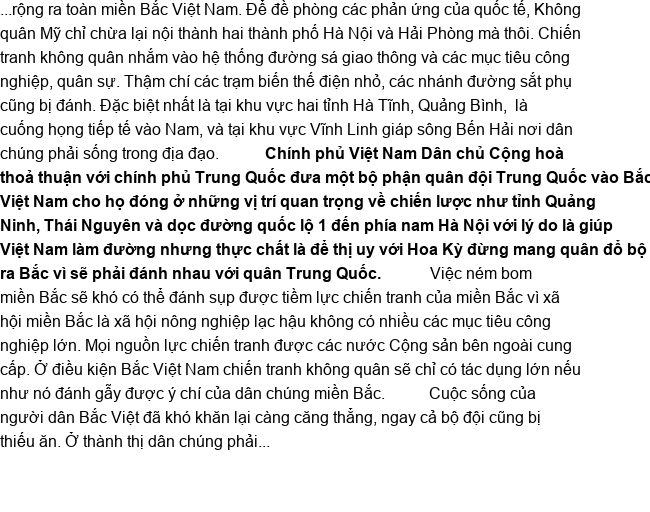 ...rộng ra toàn miền Bắc Việt Nam. Để đề phòng các phản ứng của quốc tế, Không
quân Mỹ chỉ chừa lại nội thành hai thành phố Hà Nội và Hải Phòng mà thôi. Chiến
tranh không quân nhắm vào hệ thống đường sá giao thông và các mục tiêu công
nghiệp, quân sự. Thậm chí các trạm biến thế điện nhỏ, các nhánh đường sắt phụ
cũng bị đánh. Đặc biệt nhất là tại khu vực hai tỉnh Hà Tĩnh, Quảng Bình,  là
cuống họng tiếp tế vào Nam, và tại khu vực Vĩnh Linh giáp sông Bến Hải nơi dân
chúng phải sống trong địa đạo. Chính phủ Việt Nam Dân chủ Cộng hoà
thoả thuận với chính phủ Trung Quốc đưa một bộ phận quân đội Trung Quốc vào Bắc
Việt Nam cho họ đóng ở những vị trí quan trọng về chiến lược như tỉnh Quảng
Ninh, Thái Nguyên và dọc đường quốc lộ 1 đến phía nam Hà Nội với lý do là giúp
Việt Nam làm đường nhưng thực chất là để thị uy với Hoa Kỳ đừng mang quân đổ bộ
ra Bắc vì sẽ phải đánh nhau với quân Trung Quốc. Việc ném bom
miền Bắc sẽ khó có thể đánh sụp được tiềm lực chiến tranh của miền Bắc vì xã
hội miền Bắc là xã hội nông nghiệp lạc hậu không có nhiều các mục tiêu công
nghiệp lớn. Mọi nguồn lực chiến tranh được các nước Cộng sản bên ngoài cung
cấp. Ở điều kiện Bắc Việt Nam chiến tranh không quân sẽ chỉ có tác dụng lớn nếu
như nó đánh gẫy được ý chí của dân chúng miền Bắc. Cuộc sống của
người dân Bắc Việt đã khó khăn lại càng căng thẳng, ngay cả bộ đội cũng bị
thiếu ăn. Ở thành thị dân chúng phải...